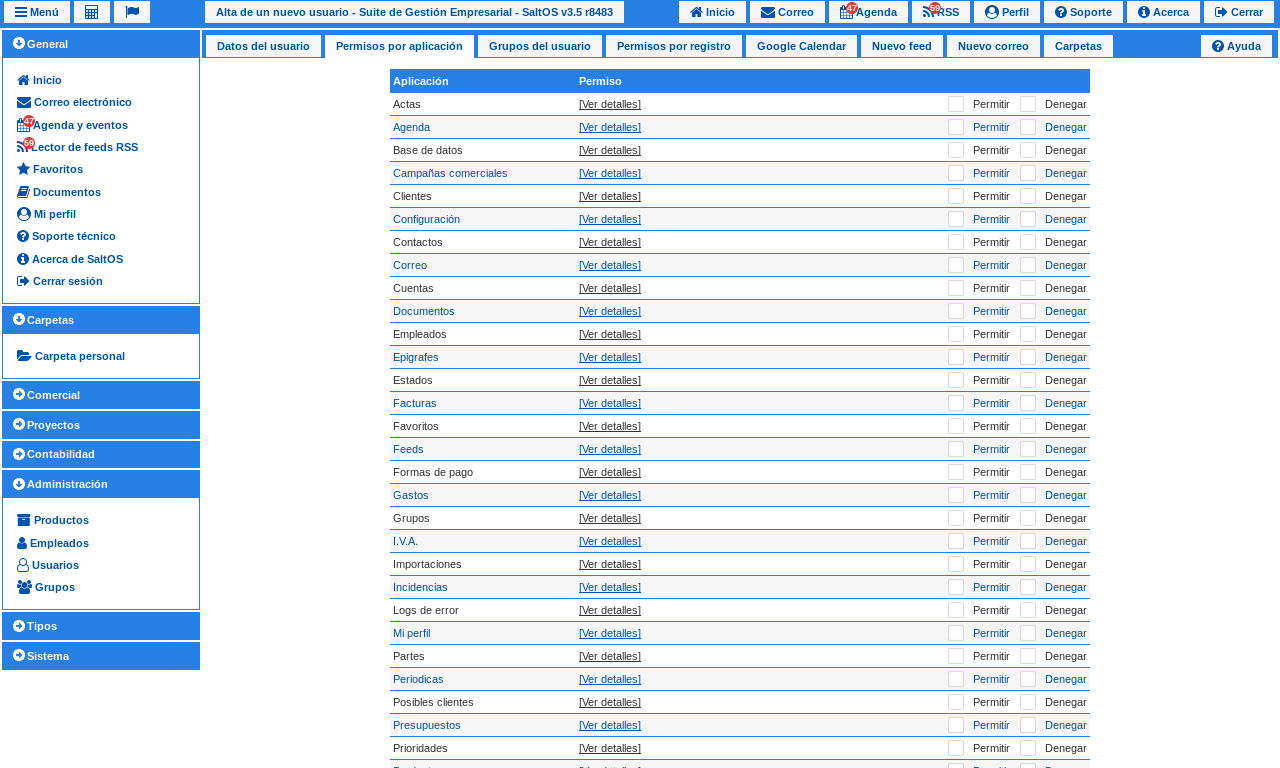 Menú
Alta de un nuevo usuario - Suite de Gestión Empresarial - SaltOS v3.5 r8483
Inicio
Correo
47 Agenda
59 RSS
Perfil
Soporte
Acerca
Cerrar
General
Inicio
Correo electrónico
47 Agenda y eventos
59 Lector de feeds RSS
Favoritos
Documentos
Mi perfil
Soporte técnico
Acerca de SaltOS
Cerrar sesión
Carpetas
Carpeta personal
Comercial
Proyectos
Contabilidad
Administración
Productos
Empleados
Usuarios
Grupos
Tipos
Sistema
Datos del usuario
Permisos por aplicación
Grupos del usuario
Permisos por registro
Google Calendar
Nuevo feed
Nuevo correo
Carpetas
Ayuda
Aplicación Permiso
Actas [Ver detalles] Permitir Denegar
Agenda [Ver detalles] Permitir Denegar
Base de datos [Ver detalles] Permitir Denegar
Campañas comerciales [Ver detalles] Permitir Denegar
Clientes [Ver detalles] Permitir Denegar
Configuración [Ver detalles] Permitir Denegar
Contactos [Ver detalles] Permitir Denegar
Correo [Ver detalles] Permitir Denegar
Cuentas [Ver detalles] Permitir Denegar
Documentos [Ver detalles] Permitir Denegar
Empleados [Ver detalles] Permitir Denegar
Epigrafes [Ver detalles] Permitir Denegar
Estados [Ver detalles] Permitir Denegar
Facturas [Ver detalles] Permitir Denegar
Favoritos [Ver detalles] Permitir Denegar
Feeds [Ver detalles] Permitir Denegar
Formas de pago [Ver detalles] Permitir Denegar
Gastos [Ver detalles] Permitir Denegar
Grupos [Ver detalles] Permitir Denegar
I.V.A. [Ver detalles] Permitir Denegar
Importaciones [Ver detalles] Permitir Denegar
Incidencias [Ver detalles] Permitir Denegar
Logs de error [Ver detalles] Permitir Denegar
Mi perfil [Ver detalles] Permitir Denegar
Partes [Ver detalles] Permitir Denegar
Periodicas [Ver detalles] Permitir Denegar
Posibles clientes [Ver detalles] Permitir Denegar
Presupuestos [Ver detalles] Permitir Denegar
Prioridades [Ver detalles] Permitir Denegar